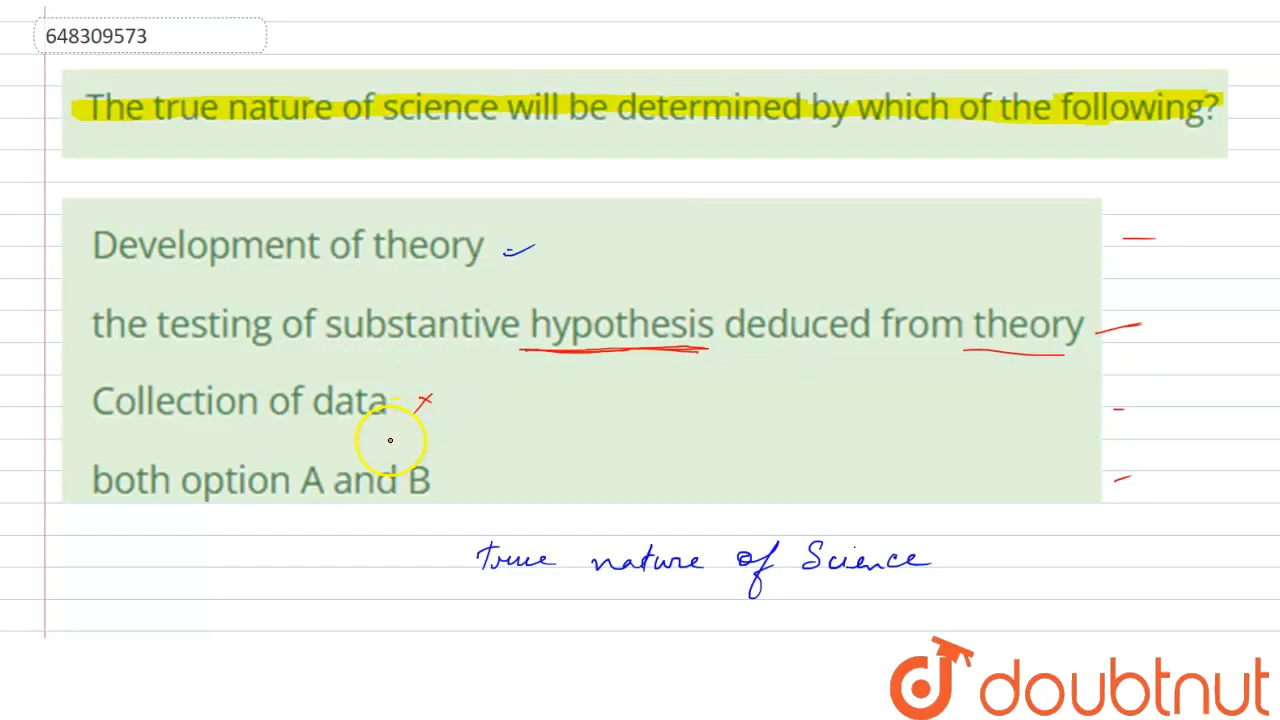 648309573
The true nature of science will be determined by which of the following?
Development of theory
the testing of substantive hypothesis deduced from theory
Collection of data
both option A and B
true nature of Science
doubtnut